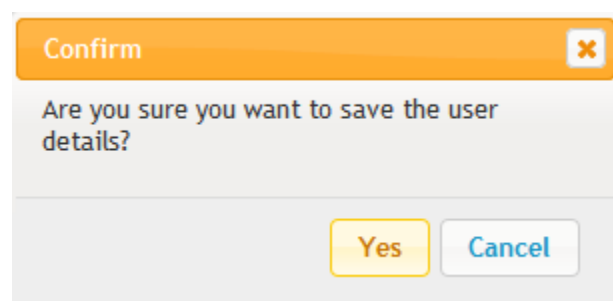 Confirm
Are you sure you want to save the user
details?
Yes
Cancel